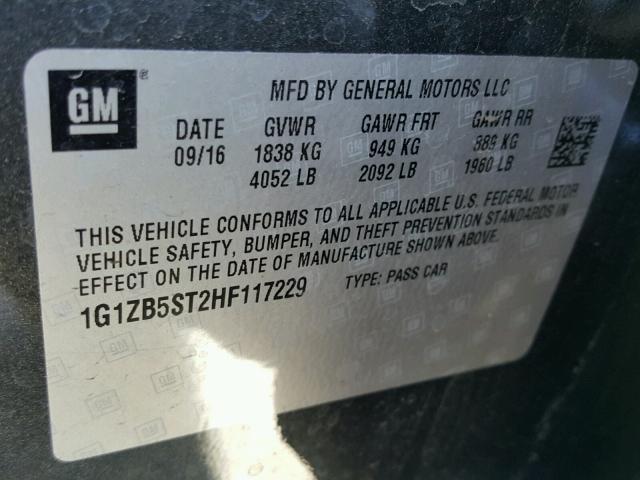 GM
MFD BY GENERAL MOTORS LLC
DATE GVWR GAWR FRT GAWR RR
09/16 1838 KG 949 KG 889 KG
4052 LB 2092 LB 1960 LB
THIS VEHICLE CONFORMS TO ALL APPLICABLE U.S. FEDERAL MOTOR
VEHICLE SAFETY, BUMPER, AND THEFT PREVENTION STANDARDS IN
EFFECT ON THE DATE OF MANUFACTURE SHOWN ABOVE.
1G1ZB5ST2HF117229 TYPE: PASS CAR